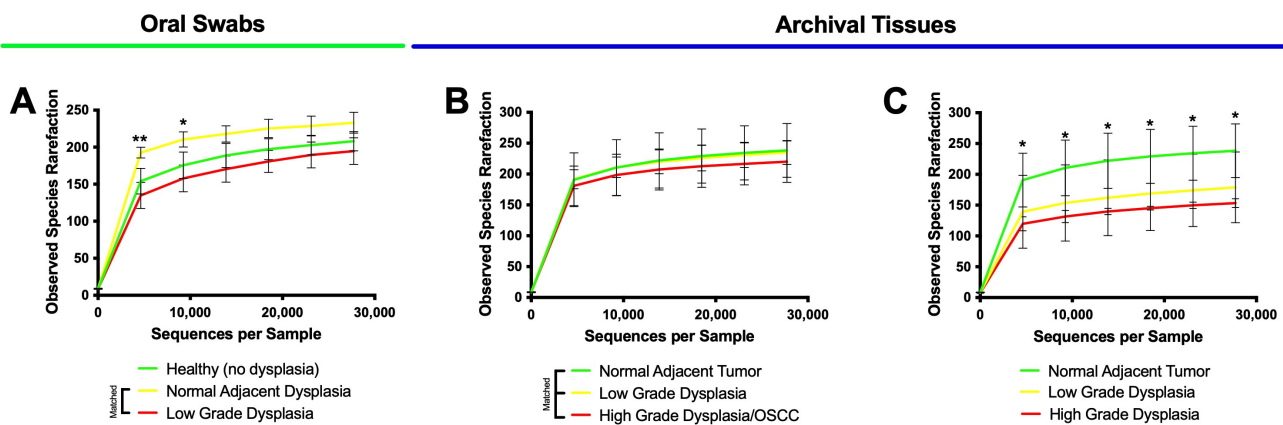 Oral Swabs
Archival Tissues
A
Observed Species Rarefaction
250
200
150
100
50
0
** *
0 10,000 20,000 30,000
Sequences per Sample
Healthy (no dysplasia)
Normal Adjacent Dysplasia
Low Grade Dysplasia
Matched
B
Observed Species Rarefaction
300
250
200
150
100
50
0
0 10,000 20,000 30,000
Sequences per Sample
Normal Adjacent Tumor
Low Grade Dysplasia
High Grade Dysplasia/OSCC
Matched
C
Observed Species Rarefaction
300
250
200
150
100
50
0
* * * * * *
0 10,000 20,000 30,000
Sequences per Sample
Normal Adjacent Tumor
Low Grade Dysplasia
High Grade Dysplasia